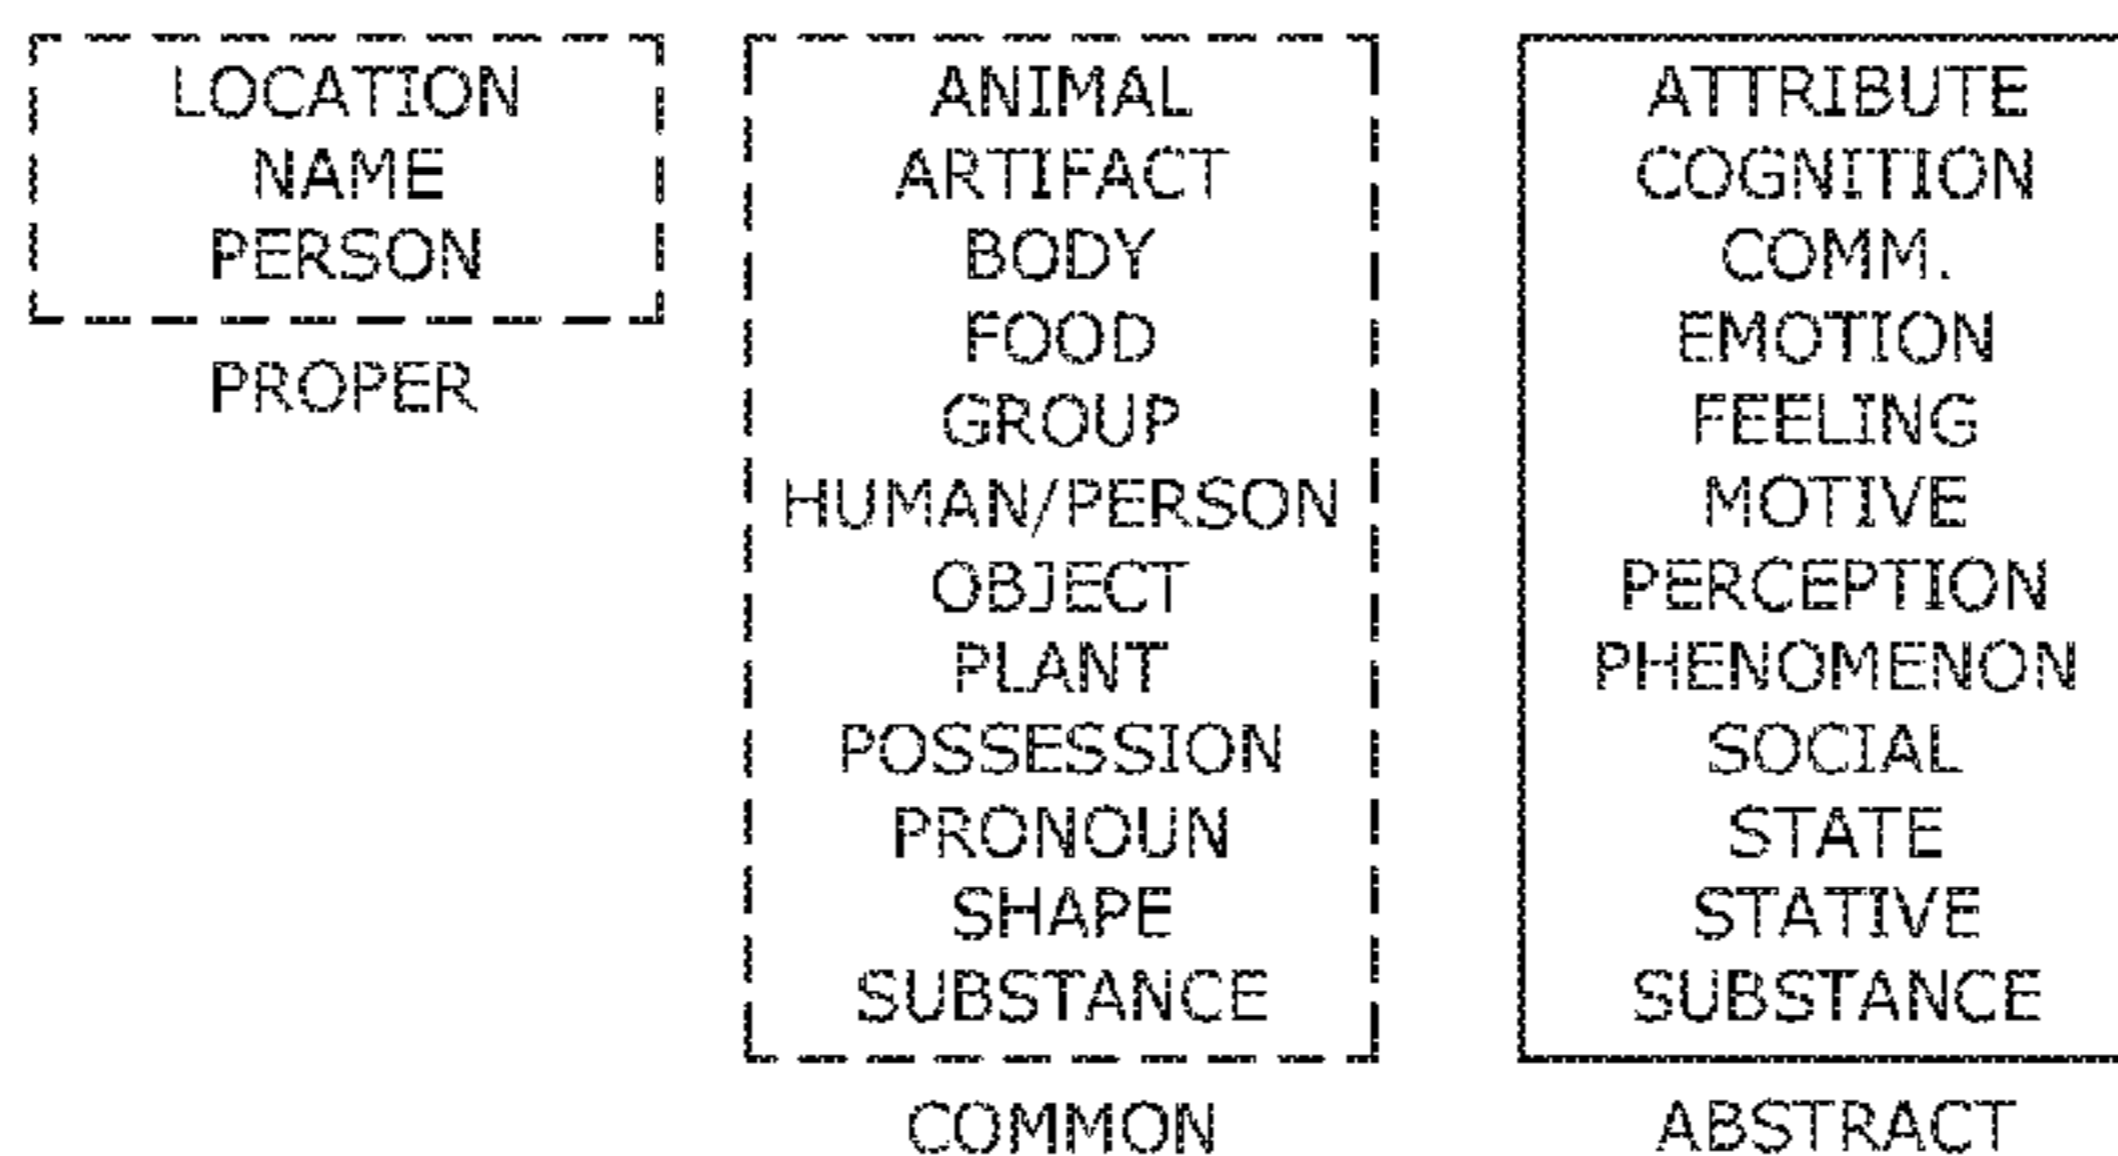 LOCATION
NAME
PERSON
PROPER
ANIMAL
ARTIFACT
BODY
FOOD
GROUP
HUMAN/PERSON
OBJECT
PLANT
POSSESSION
PRONOUN
SHAPE
SUBSTANCE
COMMON
ATTRIBUTE
COGNITION
COMM.
EMOTION
FEELING
MOTIVE
PERCEPTION
PHENOMENON
SOCIAL
STATE
STATIVE
SUBSTANCE
ABSTRACT